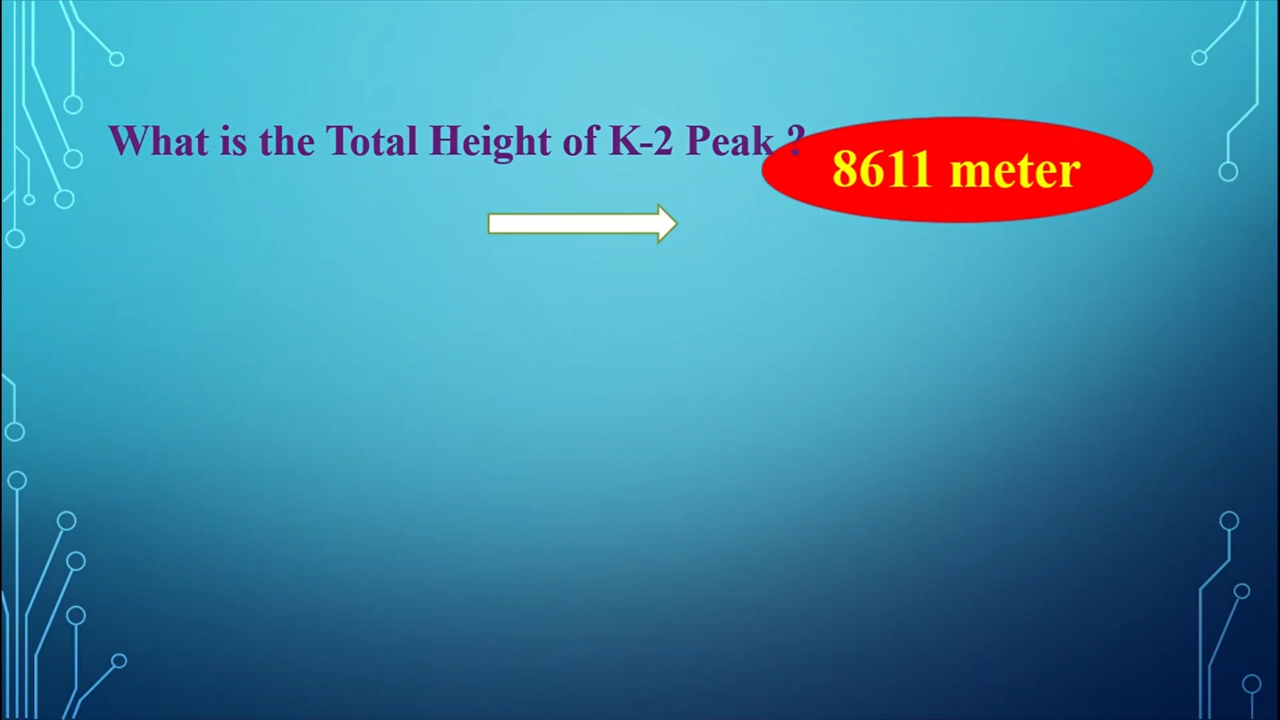 What is the Total Height of K-2 Peak ?
8611 meter